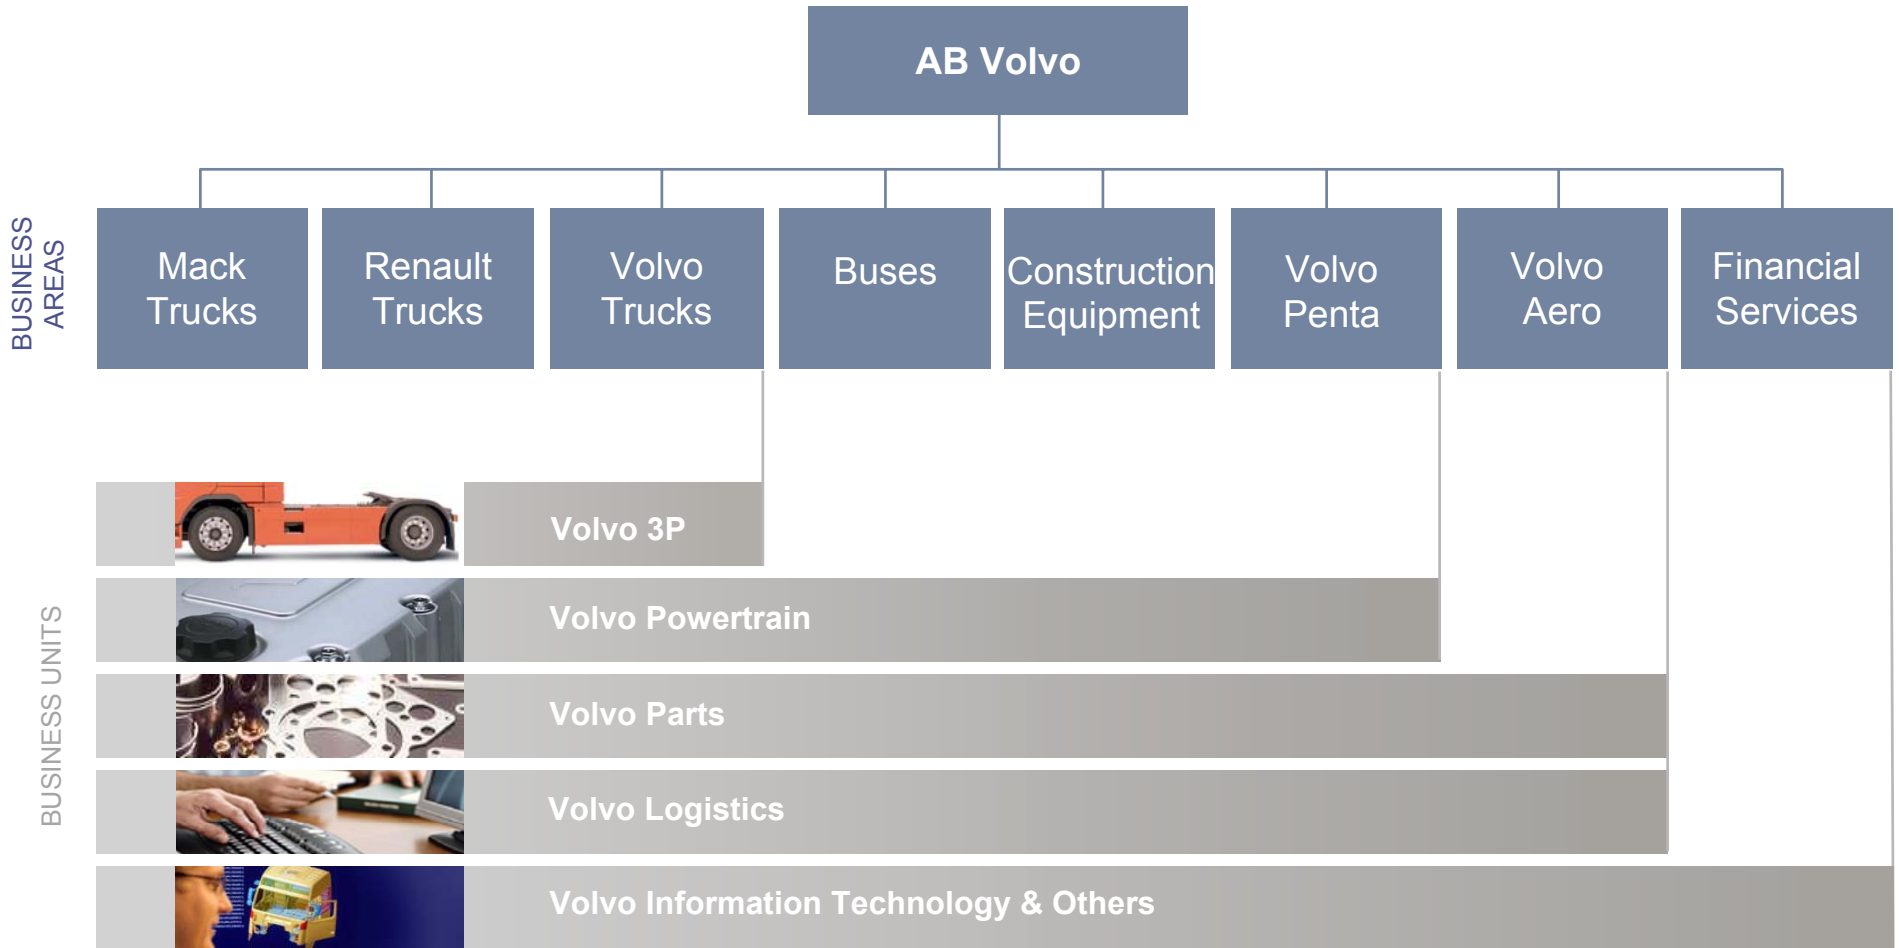 AB Volvo
BUSINESS
AREAS
Mack
Trucks
Renault
Trucks
Volvo
Trucks
Buses
Construction
Equipment
Volvo
Penta
Volvo
Aero
Financial
Services
BUSINESS UNITS
Volvo 3P
Volvo Powertrain
Volvo Parts
Volvo Logistics
Volvo Information Technology & Others